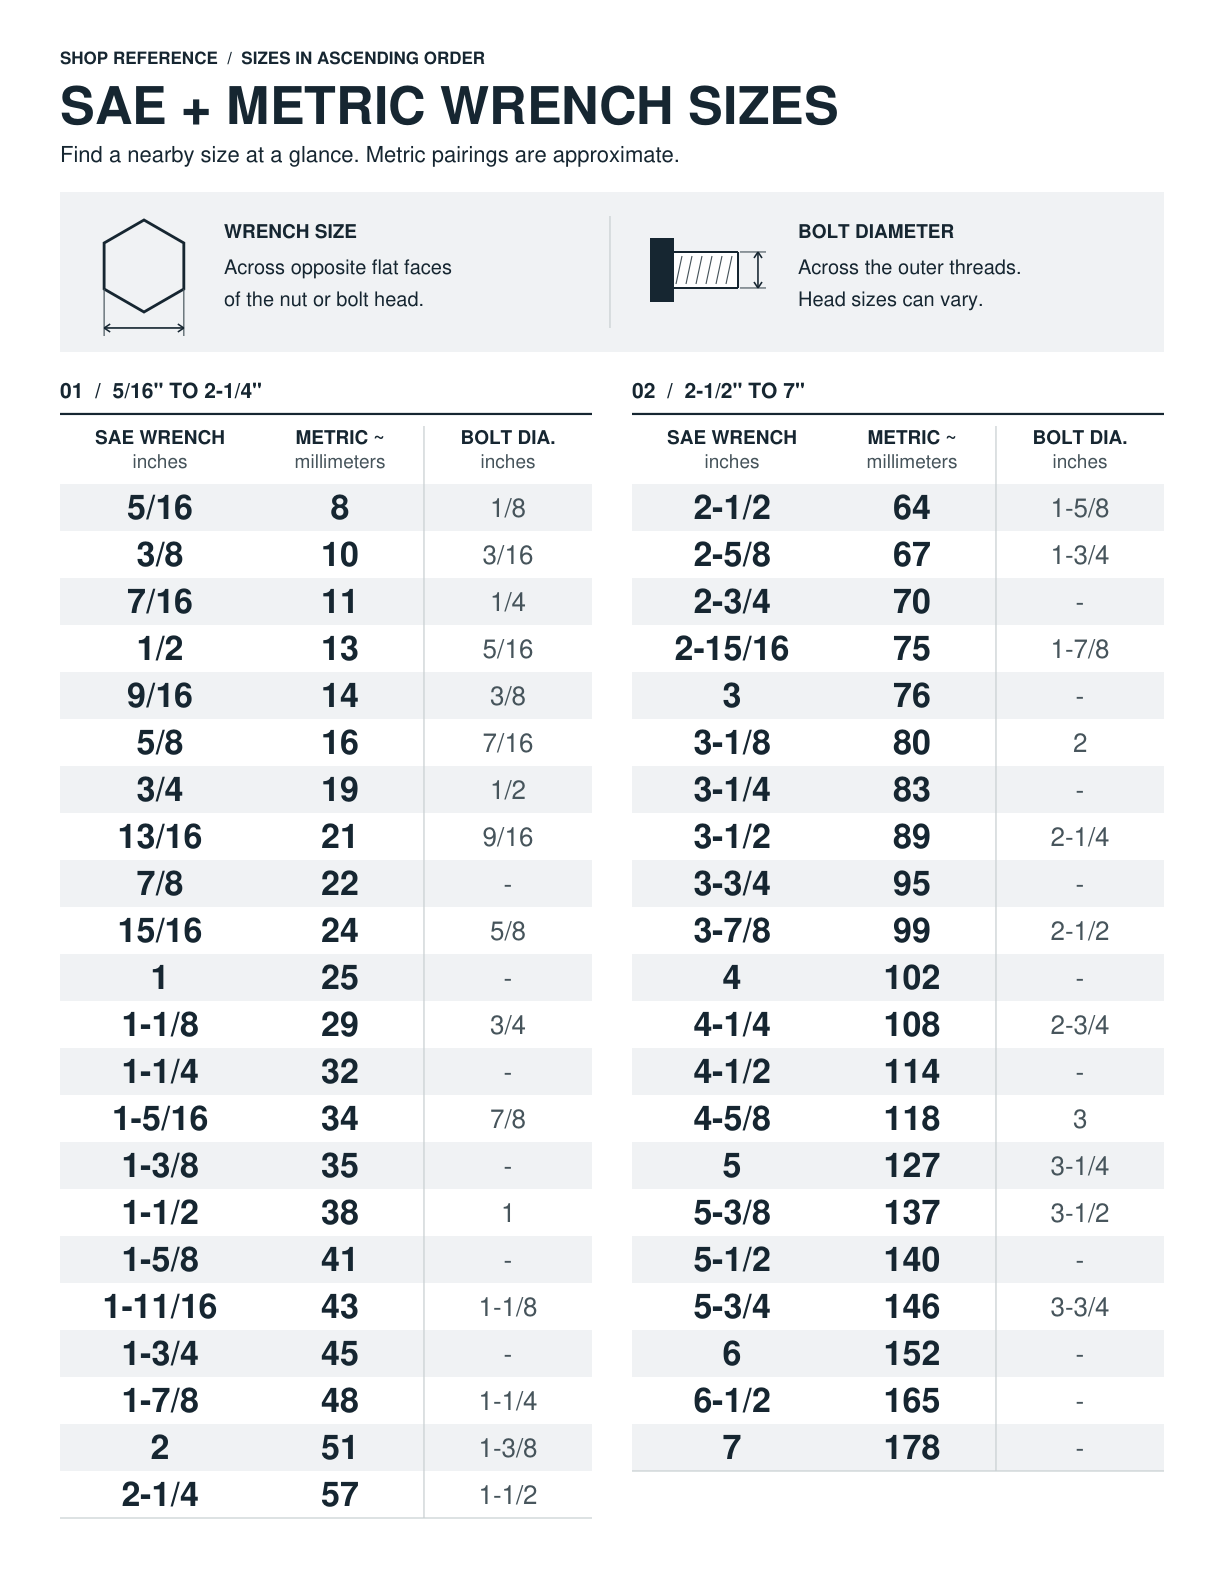 SHOP REFERENCE / SIZES IN ASCENDING ORDER
SAE + METRIC WRENCH SIZES
Find a nearby size at a glance. Metric pairings are approximate.
WRENCH SIZE
Across opposite flat faces
of the nut or bolt head.
BOLT DIAMETER
Across the outer threads.
Head sizes can vary.
01 / 5/16" TO 2-1/4"
SAE WRENCH METRIC ~ BOLT DIA.
inches millimeters inches
5/16 8 1/8
3/8 10 3/16
7/16 11 1/4
1/2 13 5/16
9/16 14 3/8
5/8 16 7/16
3/4 19 1/2
13/16 21 9/16
7/8 22 -
15/16 24 5/8
1 25 -
1-1/8 29 3/4
1-1/4 32 -
1-5/16 34 7/8
1-3/8 35 -
1-1/2 38 1
1-5/8 41 -
1-11/16 43 1-1/8
1-3/4 45 -
1-7/8 48 1-1/4
2 51 1-3/8
2-1/4 57 1-1/2
02 / 2-1/2" TO 7"
SAE WRENCH METRIC ~ BOLT DIA.
inches millimeters inches
2-1/2 64 1-5/8
2-5/8 67 1-3/4
2-3/4 70 -
2-15/16 75 1-7/8
3 76 -
3-1/8 80 2
3-1/4 83 -
3-1/2 89 2-1/4
3-3/4 95 -
3-7/8 99 2-1/2
4 102 -
4-1/4 108 2-3/4
4-1/2 114 -
4-5/8 118 3
5 127 3-1/4
5-3/8 137 3-1/2
5-1/2 140 -
5-3/4 146 3-3/4
6 152 -
6-1/2 165 -
7 178 -